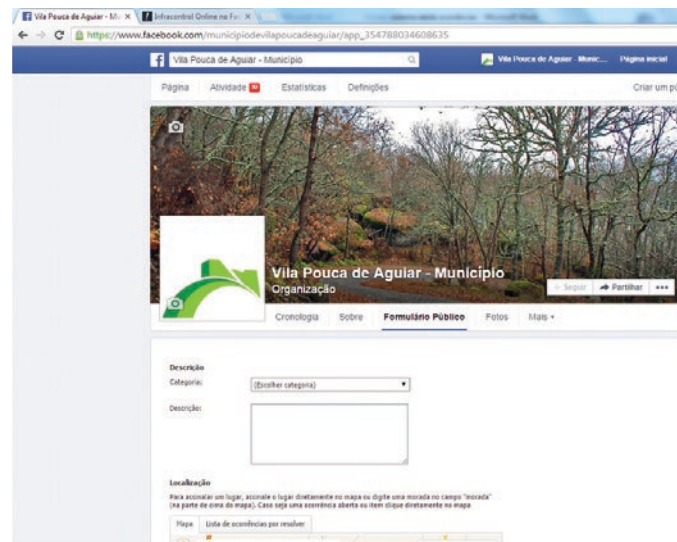 Vila Pouca de Aguiar - Mu
Infracontrol Online no Fac
https://www.facebook.com/municipiodevilapoucadeaguiar/app_354788034608635
Vila Pouca de Aguiar - Município
Vila Pouca de Aguiar - Munic... Página inicial
Página Atividade Estatísticas Definições Criar um pú
Vila Pouca de Aguiar - Município
Organização
Seguir Partilhar
Cronologia Sobre Formulário Público Fotos Mais
Descrição
Categoria: (Escolher categoria)
Descrição:
Localização
Para assinalar um lugar, assinale o lugar diretamente no mapa ou digite uma morada no campo "morada"
(na parte de cima do mapa). Caso seja uma ocorrência aberta ou item clique diretamente no mapa
Mapa Lista de ocorrências por resolver